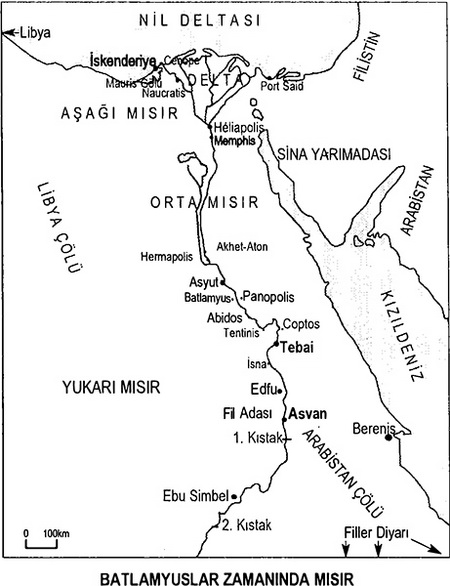 NİL DELTASI
Libya
İskenderiye
Canope
FİLİSTİN
DELTA
Mauris Gölü
Port Said
Naucratis
AŞAĞI MISIR
Héliapolis
Memphis
SİNA YARIMADASI
ARABİSTAN
LİBYA ÇÖLÜ
ORTA MISIR
Akhet-Aton
Hermapolis
Asyut
Batlamyus
Panopolis
KIZILDENİZ
Abidos
Tentinis
Coptos
Tebai
İsna
YUKARI MISIR
Edfu
Fil Adası
Asvan
1. Kıstak
Bereniş
ARABİSTAN ÇÖLÜ
Ebu Simbel
2. Kıstak
0 100km
Filler Diyarı
BATLAMYUSLAR ZAMANINDA MISIR